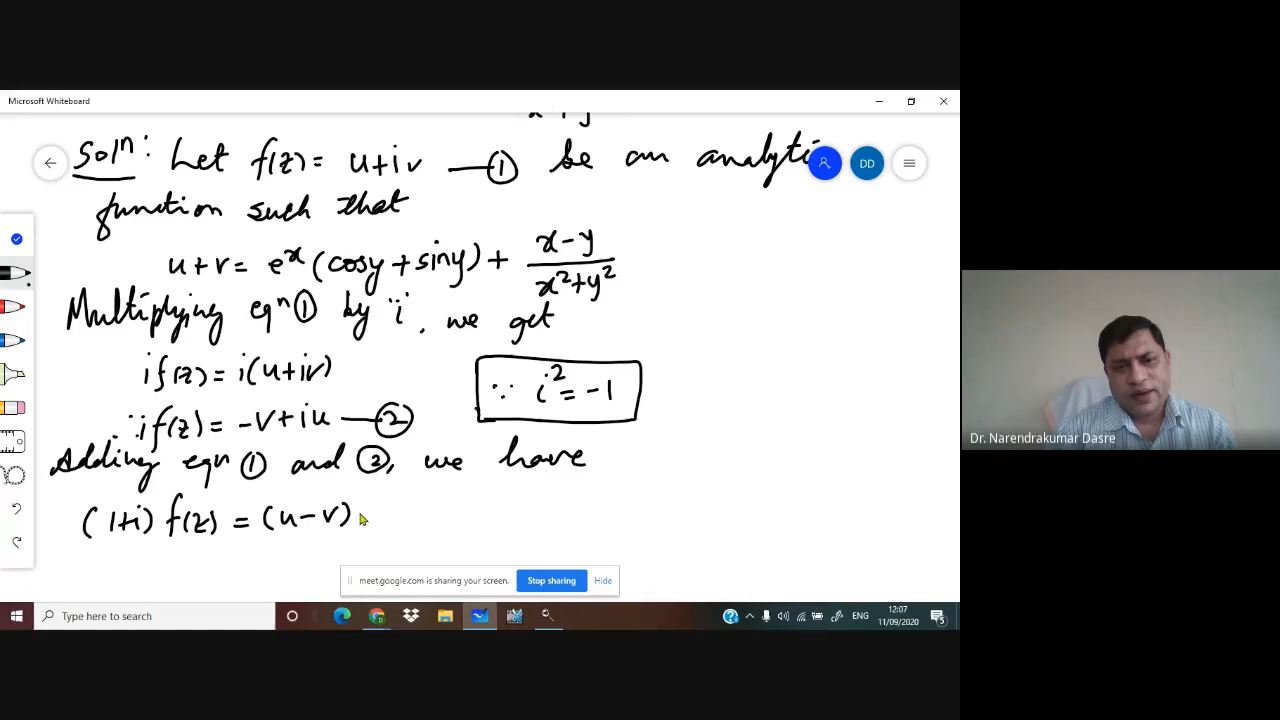 Microsoft Whiteboard
Solⁿ: Let f(z) = u+iv —① be an analytic
DD
function such that
u+v = eˣ (cosy + siny) + (x-y)/(x²+y²)
Multiplying eqⁿ ① by 'i', we get
i f(z) = i(u+iv)
∵ i² = -1
∴ i f(z) = -v + iu —②
Adding eqn ① and ②, we have
(1+i) f(z) = (u-v)
Dr. Narendrakumar Dasre
meet.google.com is sharing your screen. Stop sharing Hide
Type here to search
ENG
12:07
11/09/2020
5